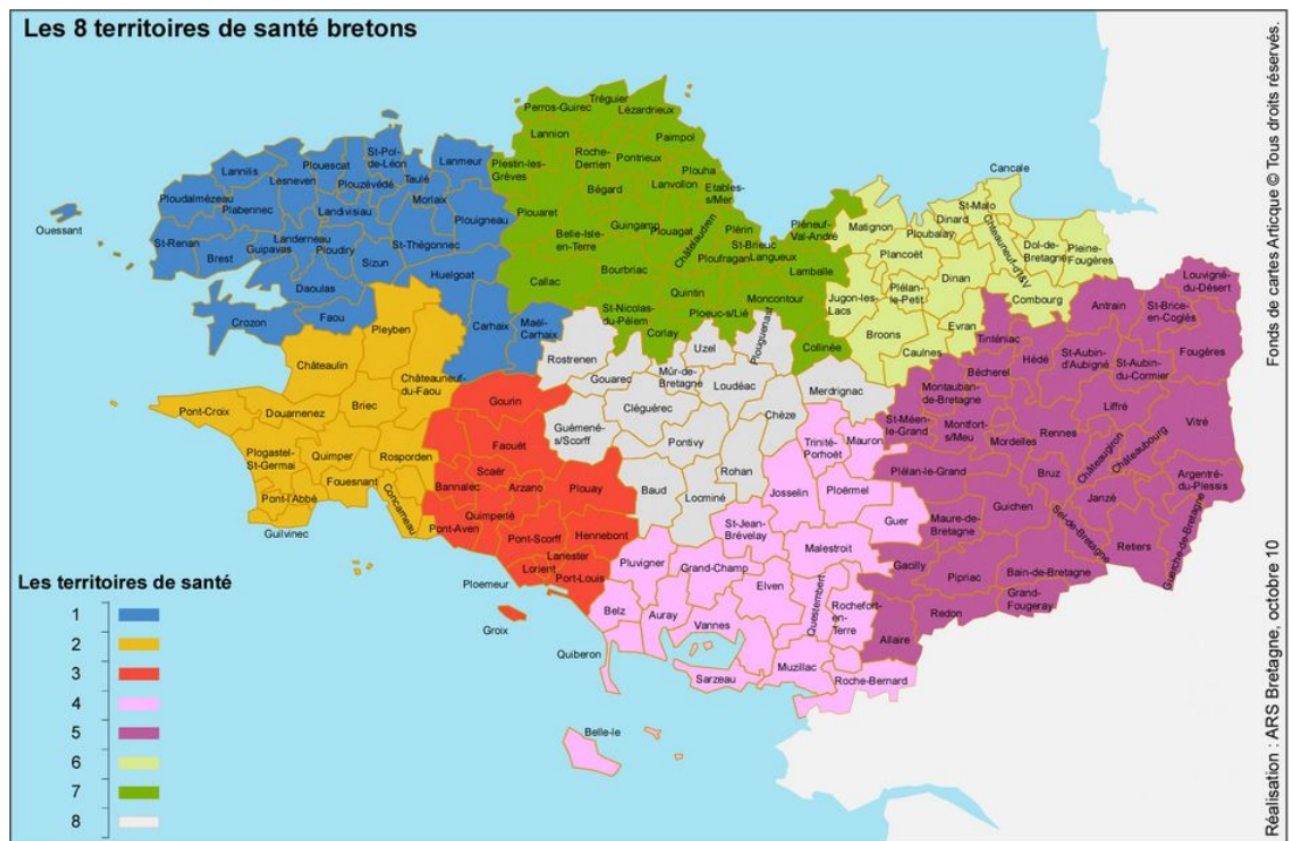 Les 8 territoires de santé bretons
Fonds de cartes Articque © Tous droits réservés.
Réalisation : ARS Bretagne, octobre 10
Tréguier
Perros-Guirec
Lézardrieux
Lannion
Paimpol
St-Pol-
de-Léon
Plouescat
Lanmeur
Roche-
Derrien
Pontrieux
Plestin-les-
Grèves
Lannilis
Lesneven
Plouzévédé
Taulé
Plouha
Lanvollon
Etables-
s/Mer
Cancale
Ploudalmézeau
Plabennec
Landivisiau
Morlaix
Bégard
St-Malo
Plouigneau
Plouaret
Guingamp
Plouagat
Châtelaudren
Plérin
Pléneuf-
Val-André
Matignon
Dinard
Ploubalay
Châteauneuf-d'I&V
Dol-de-
Bretagne
Pleine-
Fougères
Ouessant
St-Renan
Landerneau
Guipavas
Ploudiry
St-Thégonnec
Belle-Isle-
en-Terre
St-Brieuc
Langueux
Ploufragan
Plancoët
Brest
Sizun
Huelgoat
Callac
Bourbriac
Lamballe
Dinan
Louvigné-
du-Désert
Daoulas
Quintin
Moncontour
Jugon-les-
Lacs
Plélan-
le-Petit
Combourg
Antrain
St-Brice-
en-Coglès
Crozon
Faou
Pleyben
Carhaix
Maël-
Carhaix
St-Nicolas-
du-Pélem
Corlay
Ploeuc-s/Lié
Plouguenast
Collinée
Broons
Evran
Caulnes
Tinténiac
Hédé
St-Aubin-
d'Aubigné
St-Aubin-
du-Cormier
Fougères
Châteaulin
Châteauneuf-
du-Faou
Rostrenen
Gouarec
Uzel
Mûr-de-
Bretagne
Loudéac
Merdrignac
Bécherel
Montauban-
de-Bretagne
Pont-Croix
Douarnenez
Briec
Gourin
Cléguérec
Chèze
St-Méen-
le-Grand
Montfort-
s/Meu
Mordelles
Rennes
Liffré
Vitré
Châteaugiron
Châteaubourg
Plogastel-
St-Germai
Quimper
Rosporden
Faouët
Guémené-
s/Scorff
Pontivy
Trinité-
Porhoët
Mauron
Plélan-le-Grand
Bruz
Argentré-
du-Plessis
Pont-l'Abbé
Fouesnant
Concarneau
Scaër
Bannalec
Arzano
Plouay
Baud
Locminé
Rohan
Josselin
Ploërmel
Guer
Guichen
Janzé
Guilvinec
Pont-Aven
Quimperlé
Pont-Scorff
Hennebont
St-Jean-
Brévelay
Malestroit
Maure-de-
Bretagne
Sel-de-Bretagne
Retiers
Guerche-de-Bretagne
Lanester
Lorient
Port-Louis
Ploemeur
Pluvigner
Grand-Champ
Elven
Questembert
Gacilly
Pipriac
Bain-de-Bretagne
Grand-
Fougeray
Groix
Belz
Auray
Vannes
Rochefort-
en-
Terre
Redon
Allaire
Quiberon
Sarzeau
Muzillac
Roche-Bernard
Belle-le
Les territoires de santé
1
2
3
4
5
6
7
8